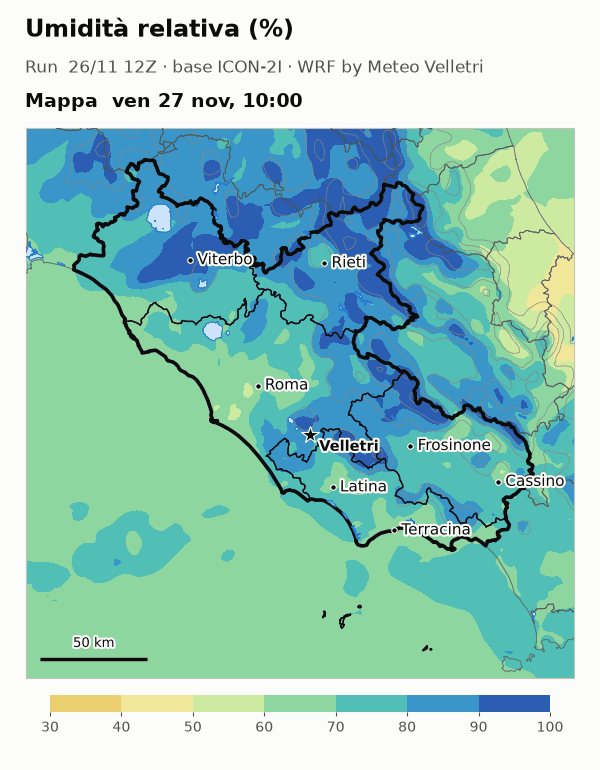 Umidità relativa (%)
Run  26/11 12Z · base ICON-2I · WRF by Meteo Velletri
Mappa  ven 27 nov, 10:00
Viterbo
Rieti
Roma
Velletri
Frosinone
Cassino
Latina
Terracina
50 km
30 40 50 60 70 80 90 100